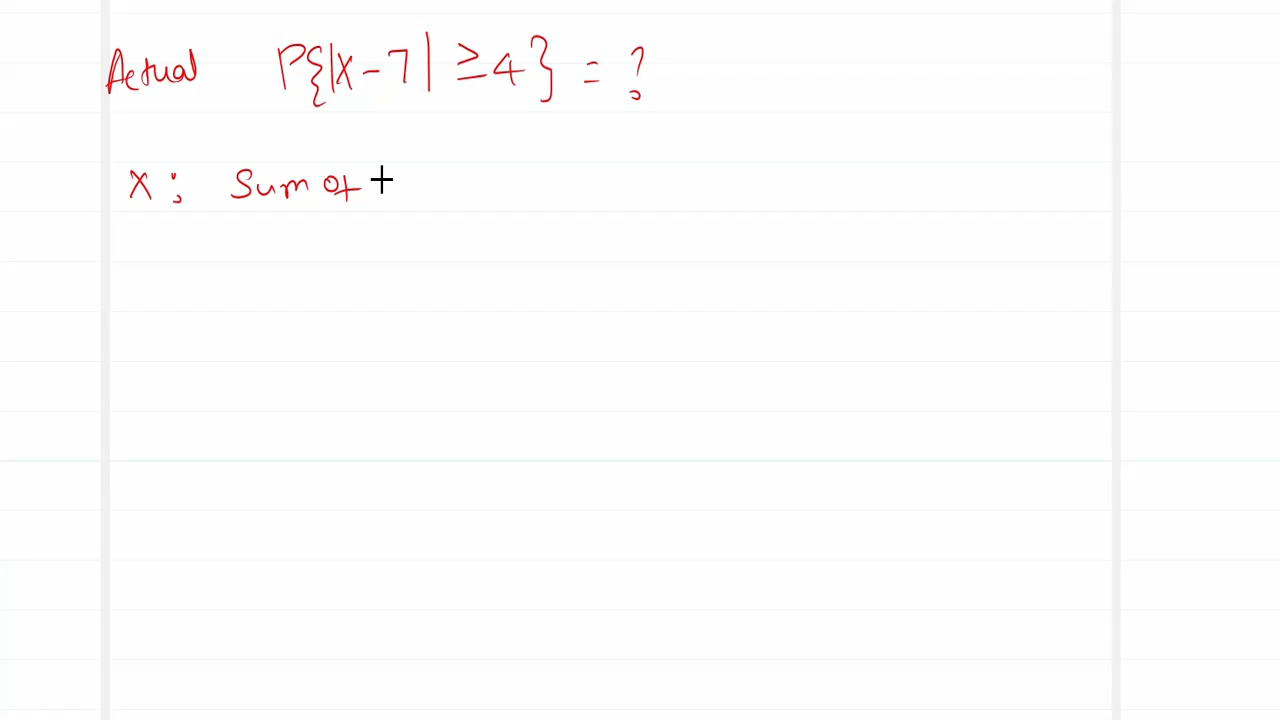 Actual P{|X-7| ≥4} = ?
X : Sum of